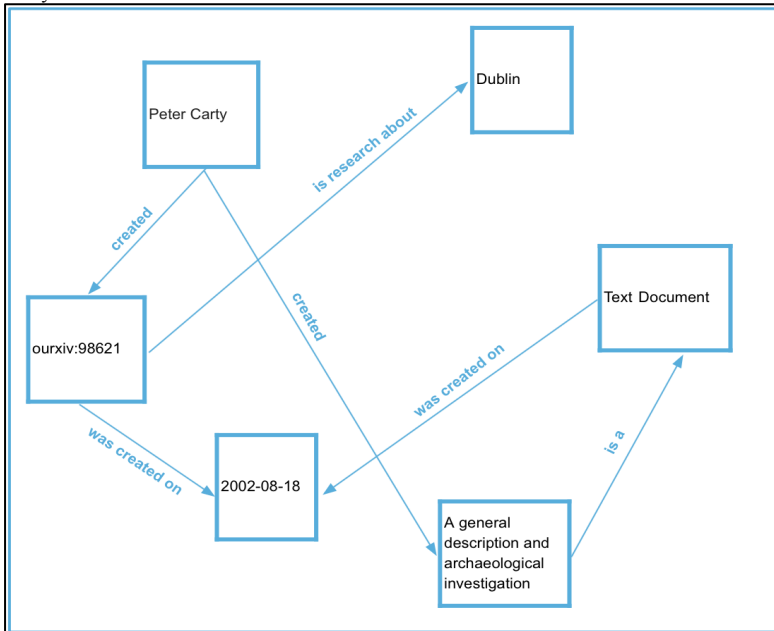 Dublin
Peter Carty
is research about
created
created
Text Document
ourxiv:98621
was created on
was created on
is a
2002-08-18
A general
description and
archaeological
investigation